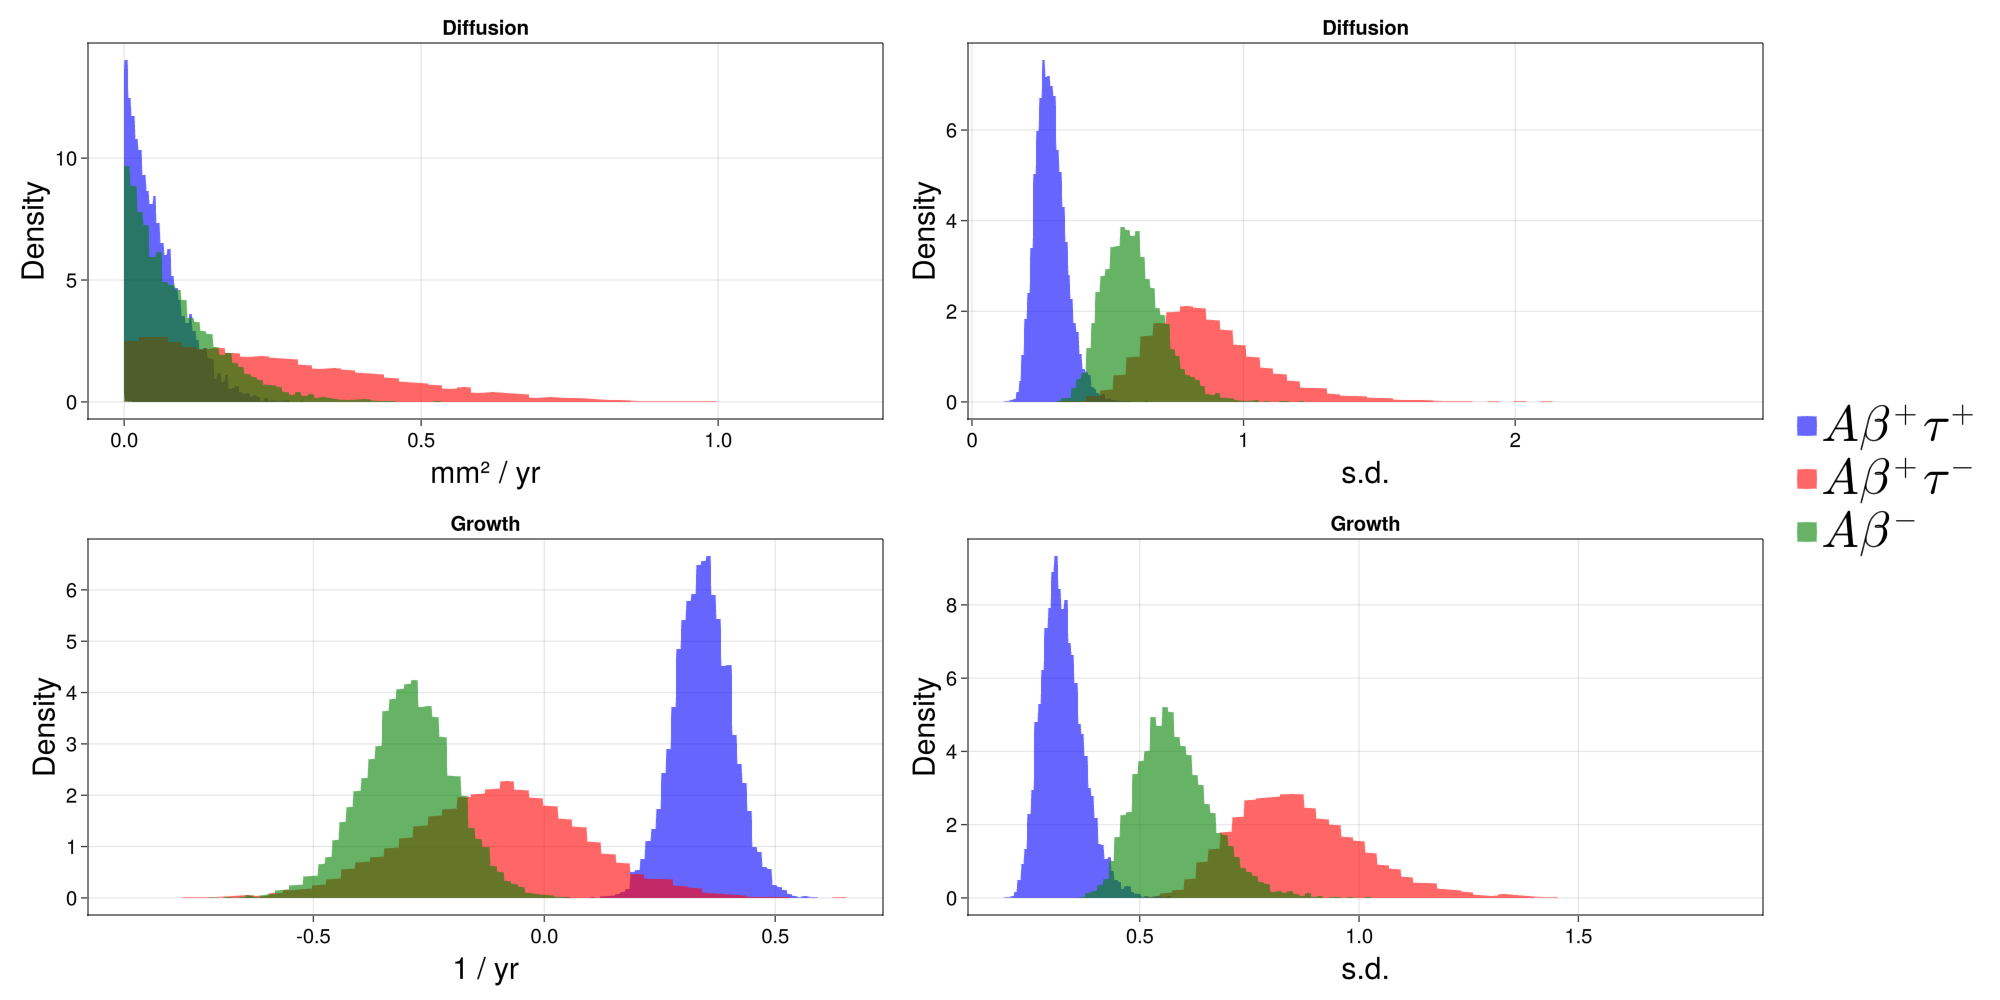 Diffusion
Density
10
5
0
0.0 0.5 1.0
mm² / yr
Diffusion
Density
6
4
2
0
0 1 2
s.d.
Growth
Density
6
5
4
3
2
1
0
-0.5 0.0 0.5
1 / yr
Growth
Density
8
6
4
2
0
0.5 1.0 1.5
s.d.
Aβ⁺τ⁺
Aβ⁺τ⁻
Aβ⁻